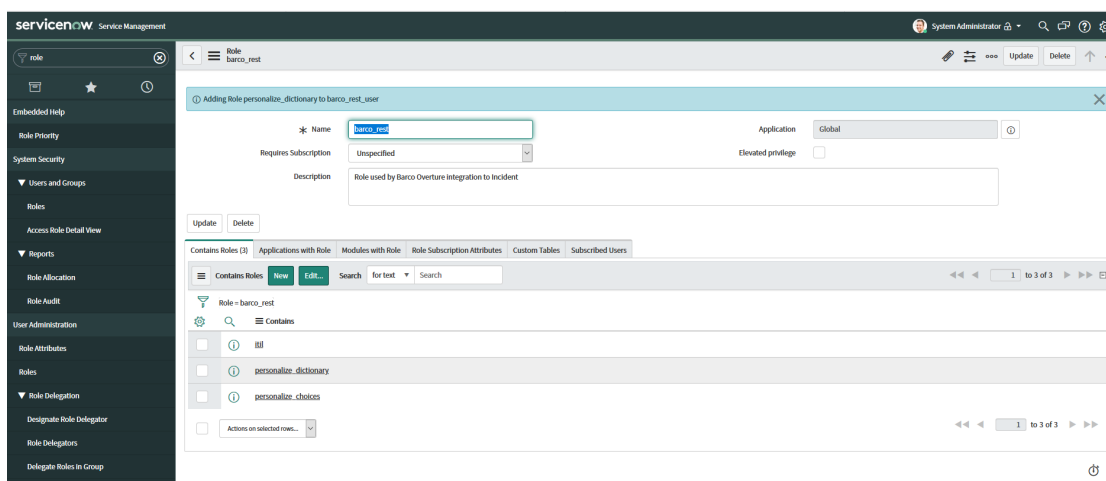 servicenow. Service Management
System Administrator
role
Role
barco_rest
Update Delete
Adding Role personalize_dictionary to barco_rest_user
Embedded Help
Role Priority
System Security
Users and Groups
Roles
Access Role Detail View
Reports
Role Allocation
Role Audit
User Administration
Role Attributes
Roles
Role Delegation
Designate Role Delegator
Role Delegators
Delegate Roles in Group
Name barco_rest
Application Global
Requires Subscription Unspecified
Elevated privilege
Description Role used by Barco Overture integration to Incident
Update Delete
Contains Roles (3) Applications with Role Modules with Role Role Subscription Attributes Custom Tables Subscribed Users
Contains Roles New Edit... Search for text Search 1 to 3 of 3
Role = barco_rest
Contains
itil
personalize_dictionary
personalize_choices
Actions on selected rows... 1 to 3 of 3